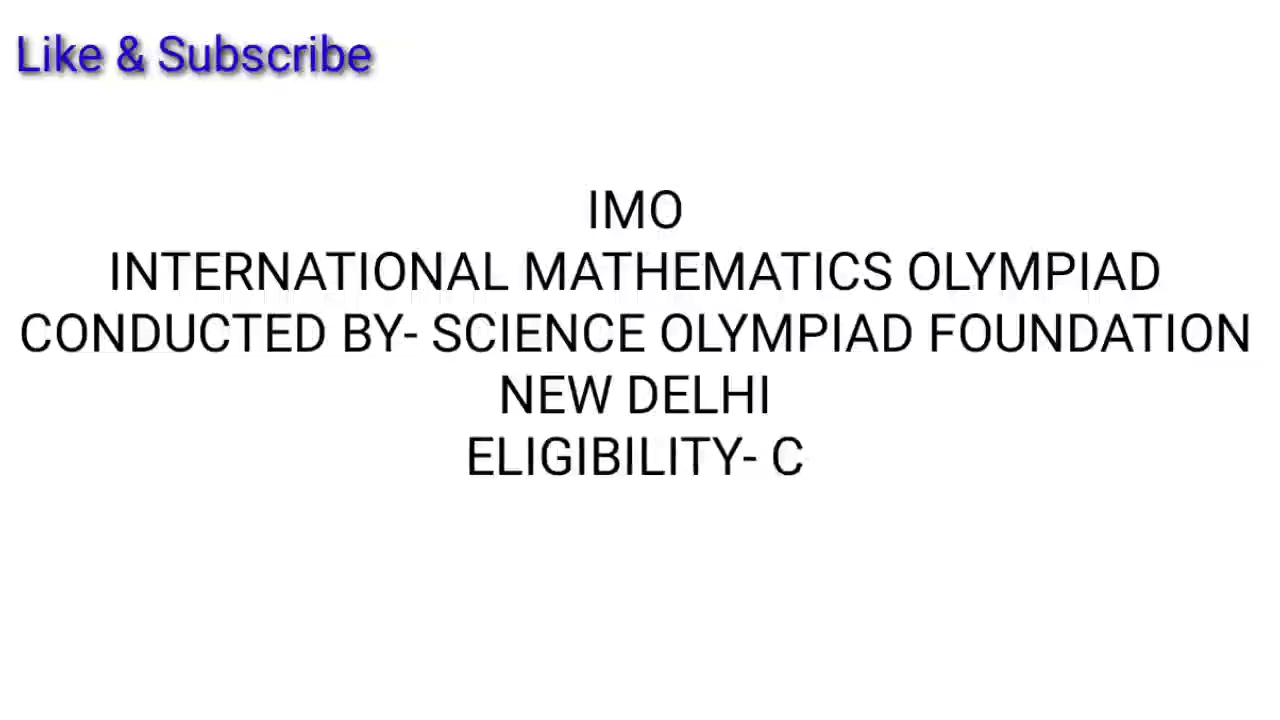 Like & Subscribe
IMO
INTERNATIONAL MATHEMATICS OLYMPIAD
CONDUCTED BY- SCIENCE OLYMPIAD FOUNDATION
NEW DELHI
ELIGIBILITY- C